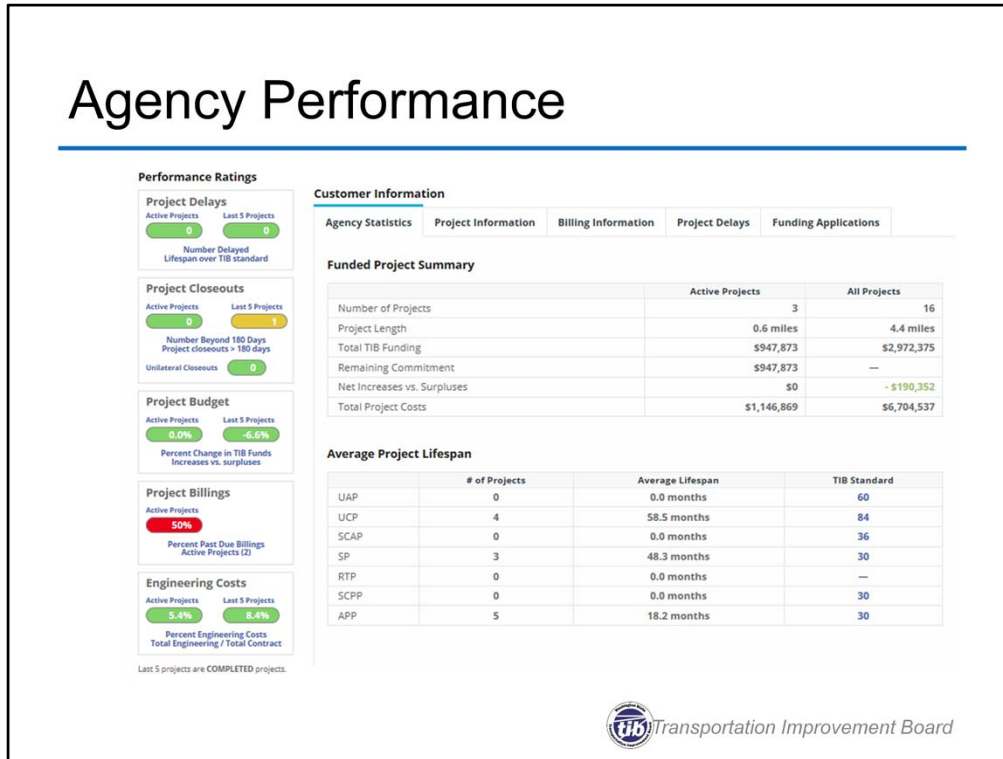 Agency Performance
Performance Ratings
Project Delays
Active Projects Last 5 Projects
0 0
Number Delayed
Lifespan over TIB standard
Project Closeouts
Active Projects Last 5 Projects
0 1
Number Beyond 180 Days
Project closeouts > 180 days
Unilateral Closeouts 0
Project Budget
Active Projects Last 5 Projects
0.0% -6.6%
Percent Change in TIB Funds
Increases vs. surpluses
Project Billings
Active Projects
50%
Percent Past Due Billings
Active Projects (2)
Engineering Costs
Active Projects Last 5 Projects
5.4% 8.4%
Percent Engineering Costs
Total Engineering / Total Contract
Last 5 projects are COMPLETED projects.
Customer Information
Agency Statistics Project Information Billing Information Project Delays Funding Applications
Funded Project Summary
Active Projects All Projects
Number of Projects 3 16
Project Length 0.6 miles 4.4 miles
Total TIB Funding $947,873 $2,972,375
Remaining Commitment $947,873 —
Net Increases vs. Surpluses $0 - $190,352
Total Project Costs $1,146,869 $6,704,537
Average Project Lifespan
# of Projects Average Lifespan TIB Standard
UAP 0 0.0 months 60
UCP 4 58.5 months 84
SCAP 0 0.0 months 36
SP 3 48.3 months 30
RTP 0 0.0 months —
SCPP 0 0.0 months 30
APP 5 18.2 months 30
tib Transportation Improvement Board